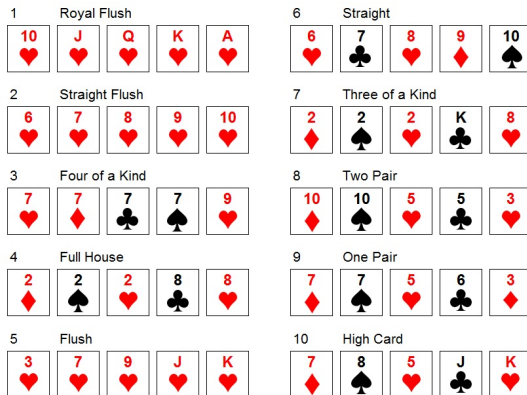 1 Royal Flush
10 J Q K A
2 Straight Flush
6 7 8 9 10
3 Four of a Kind
7 7 7 7 9
4 Full House
2 2 2 8 8
5 Flush
3 7 9 J K
6 Straight
6 7 8 9 10
7 Three of a Kind
2 2 2 K 8
8 Two Pair
10 10 5 5 3
9 One Pair
7 7 5 6 3
10 High Card
7 8 5 J K